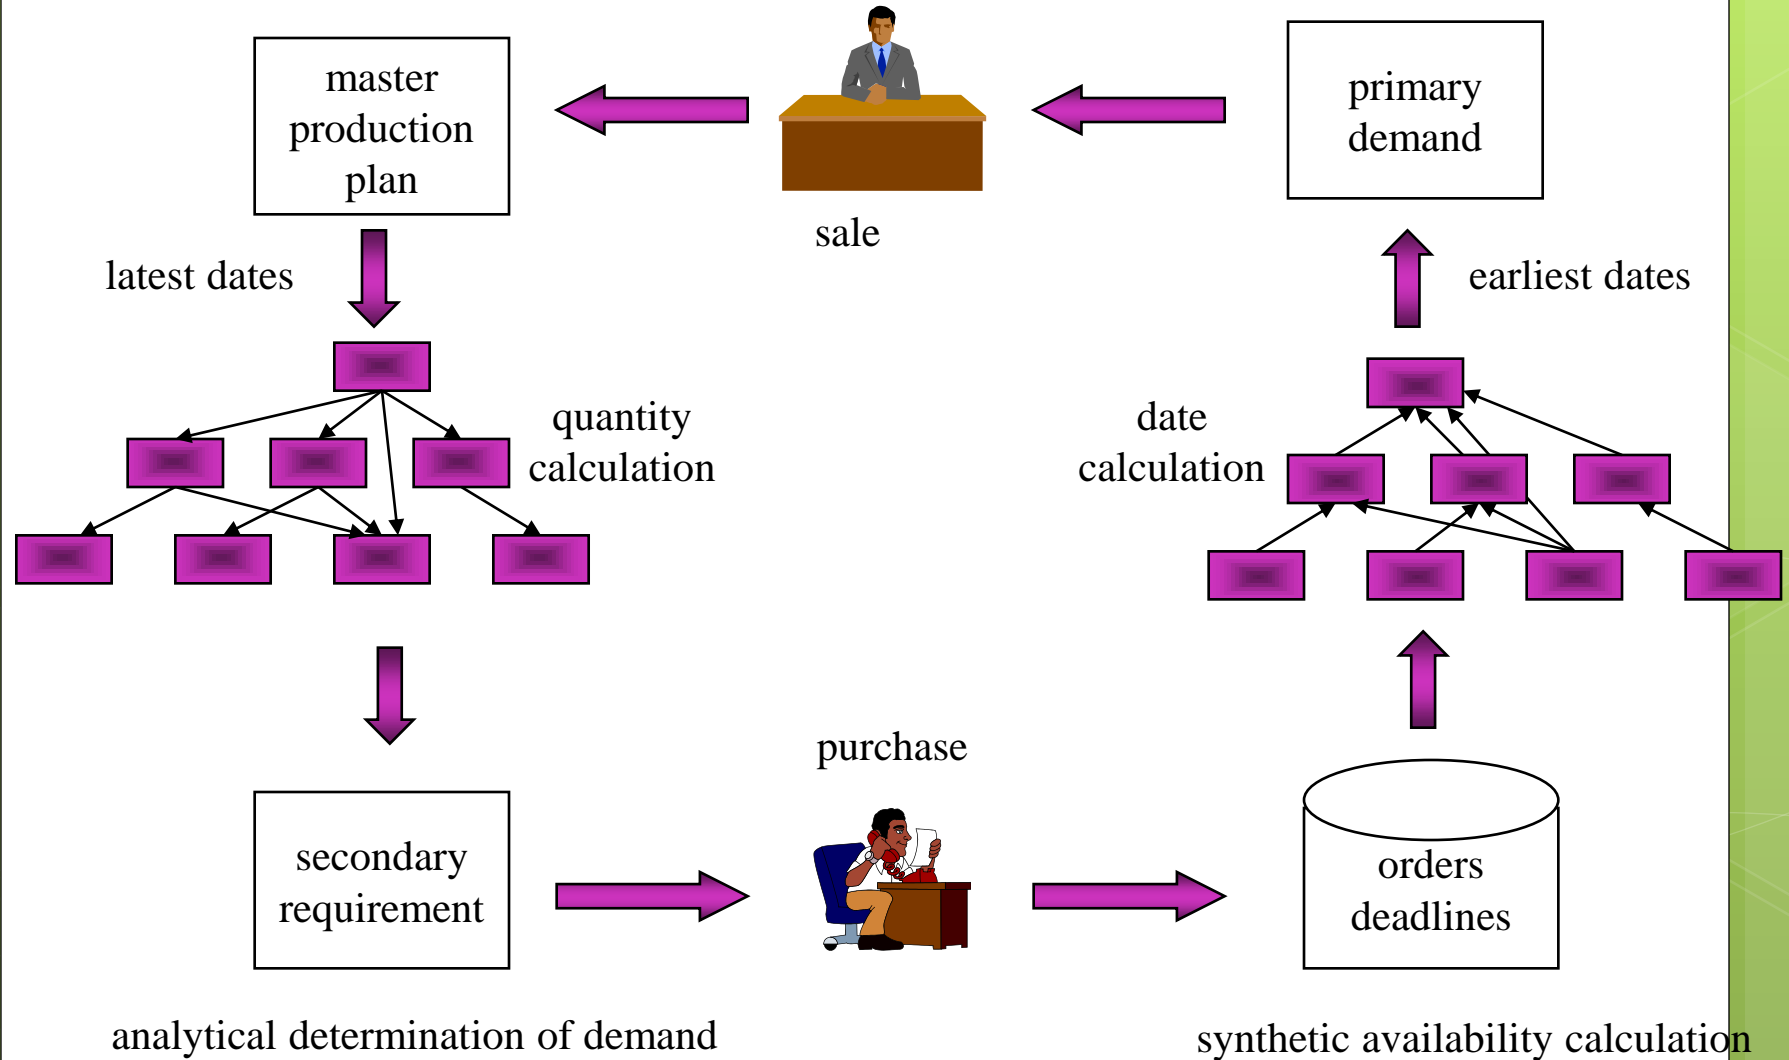 master
production
plan
sale
primary
demand
latest dates
earliest dates
quantity
calculation
date
calculation
purchase
secondary
requirement
orders
deadlines
analytical determination of demand
synthetic availability calculation